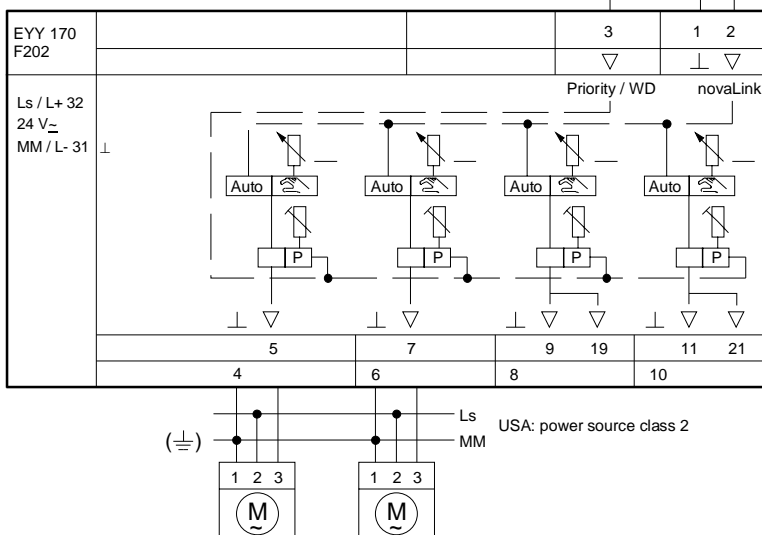 EYY 170
F202
3 1 2
Priority / WD novaLink
Ls / L+ 32
24 V~
MM / L- 31 ⊥
Auto Auto Auto Auto
P P P P
5 7 9 19 11 21
4 6 8 10
Ls
USA: power source class 2
MM
1 2 3 1 2 3
M M
~ ~